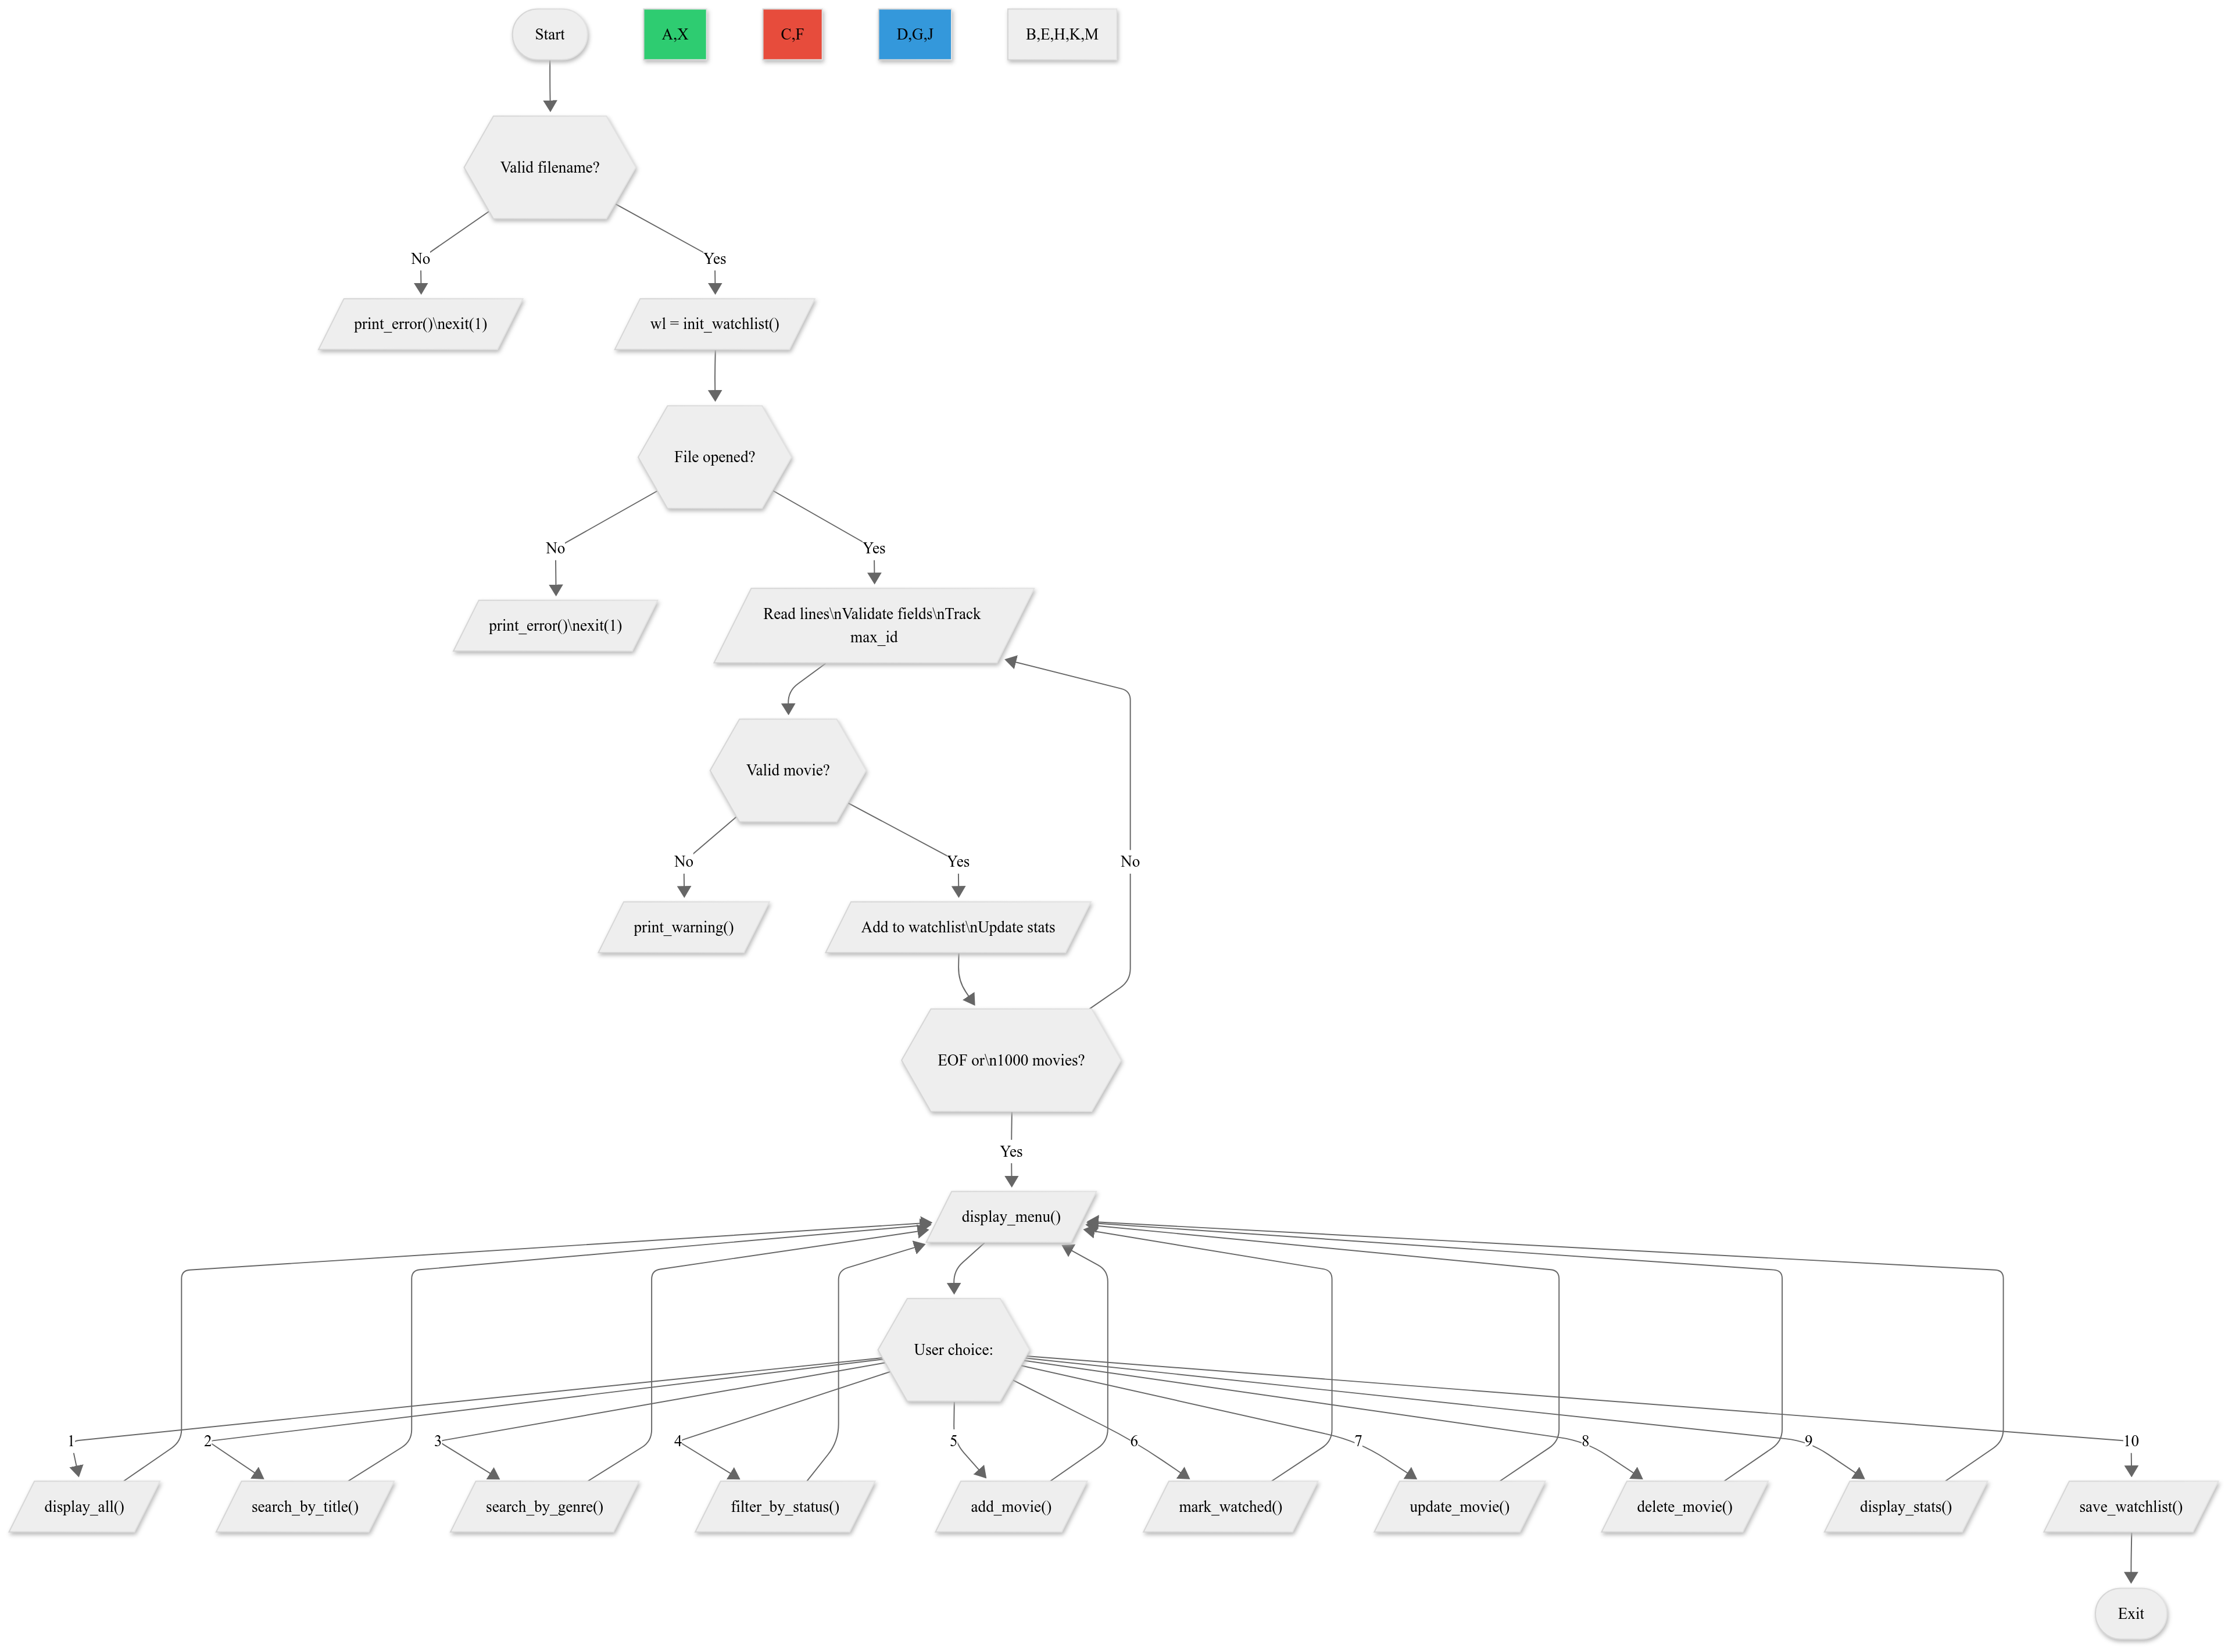 Start
A,X
C,F
D,G,J
B,E,H,K,M
Valid filename?
No
Yes
print_error()\nexit(1)
wl = init_watchlist()
File opened?
No
Yes
print_error()\nexit(1)
Read lines\nValidate fields\nTrack
max_id
Valid movie?
No
Yes
No
print_warning()
Add to watchlist\nUpdate stats
EOF or\n1000 movies?
Yes
display_menu()
User choice:
1
2
3
4
5
6
7
8
9
10
display_all()
search_by_title()
search_by_genre()
filter_by_status()
add_movie()
mark_watched()
update_movie()
delete_movie()
display_stats()
save_watchlist()
Exit